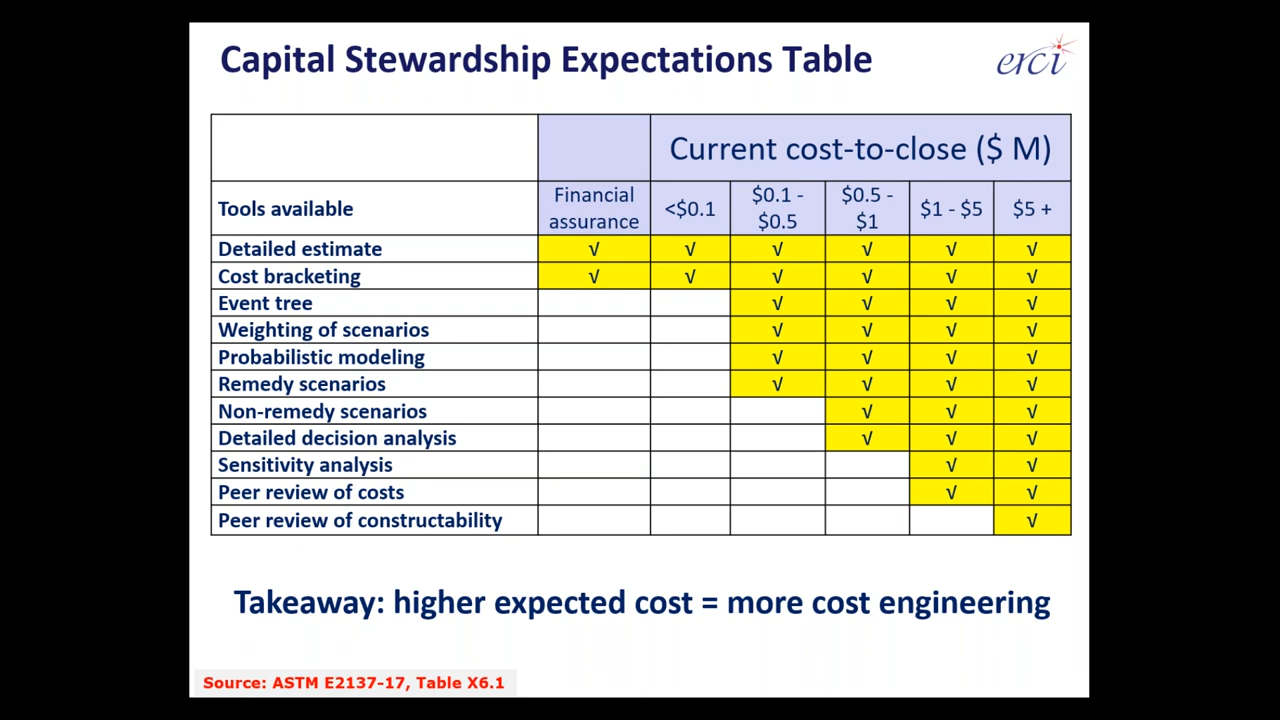 Capital Stewardship Expectations Table
erci
Current cost-to-close ($ M)
Tools available
Financial assurance
<$0.1
$0.1 - $0.5
$0.5 - $1
$1 - $5
$5 +
Detailed estimate √ √ √ √ √ √
Cost bracketing √ √ √ √ √ √
Event tree √ √ √ √
Weighting of scenarios √ √ √ √
Probabilistic modeling √ √ √ √
Remedy scenarios √ √ √ √
Non-remedy scenarios √ √ √
Detailed decision analysis √ √ √
Sensitivity analysis √ √
Peer review of costs √ √
Peer review of constructability √
Takeaway: higher expected cost = more cost engineering
Source: ASTM E2137-17, Table X6.1